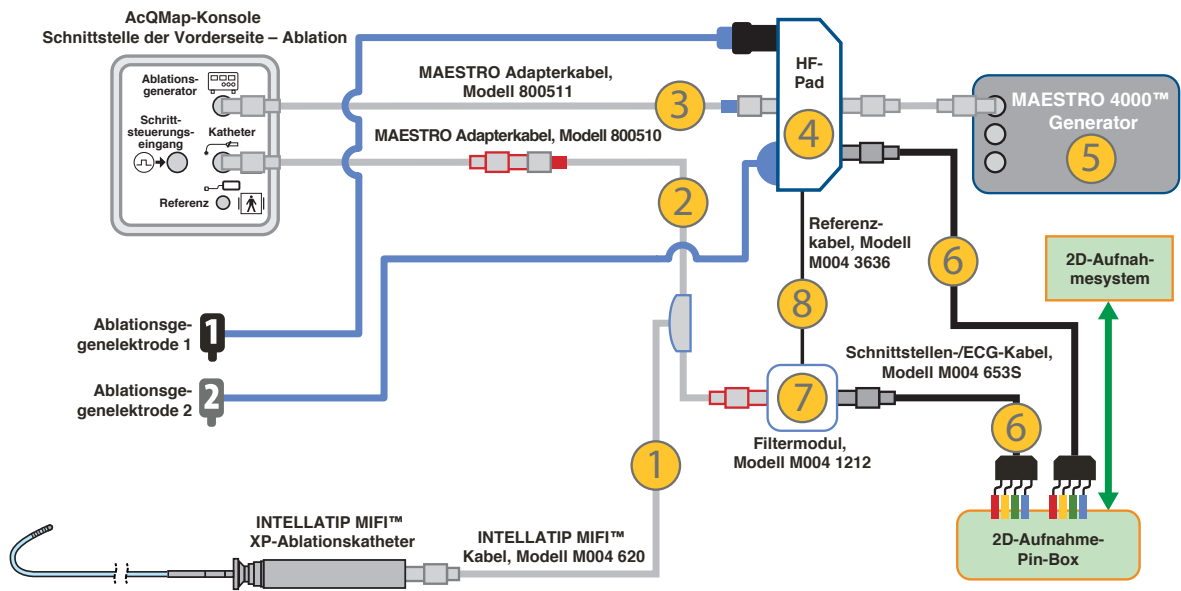 AcQMap-Konsole
Schnittstelle der Vorderseite – Ablation
Ablations-
generator
Schritt-
steuerungs-
eingang
Katheter
Referenz
MAESTRO Adapterkabel,
Modell 800511
3
MAESTRO Adapterkabel, Modell 800510
2
HF-
Pad
4
MAESTRO 4000™
Generator
5
Referenz-
kabel, Modell
M004 3636
6
8
2D-Aufnah-
mesystem
Ablationsge-
genelektrode 1
1
Ablationsge-
genelektrode 2
2
Schnittstellen-/ECG-Kabel,
Modell M004 653S
7
6
Filtermodul,
Modell M004 1212
1
INTELLATIP MIFI™
XP-Ablationskatheter
INTELLATIP MIFI™
Kabel, Modell M004 620
2D-Aufnahme-
Pin-Box